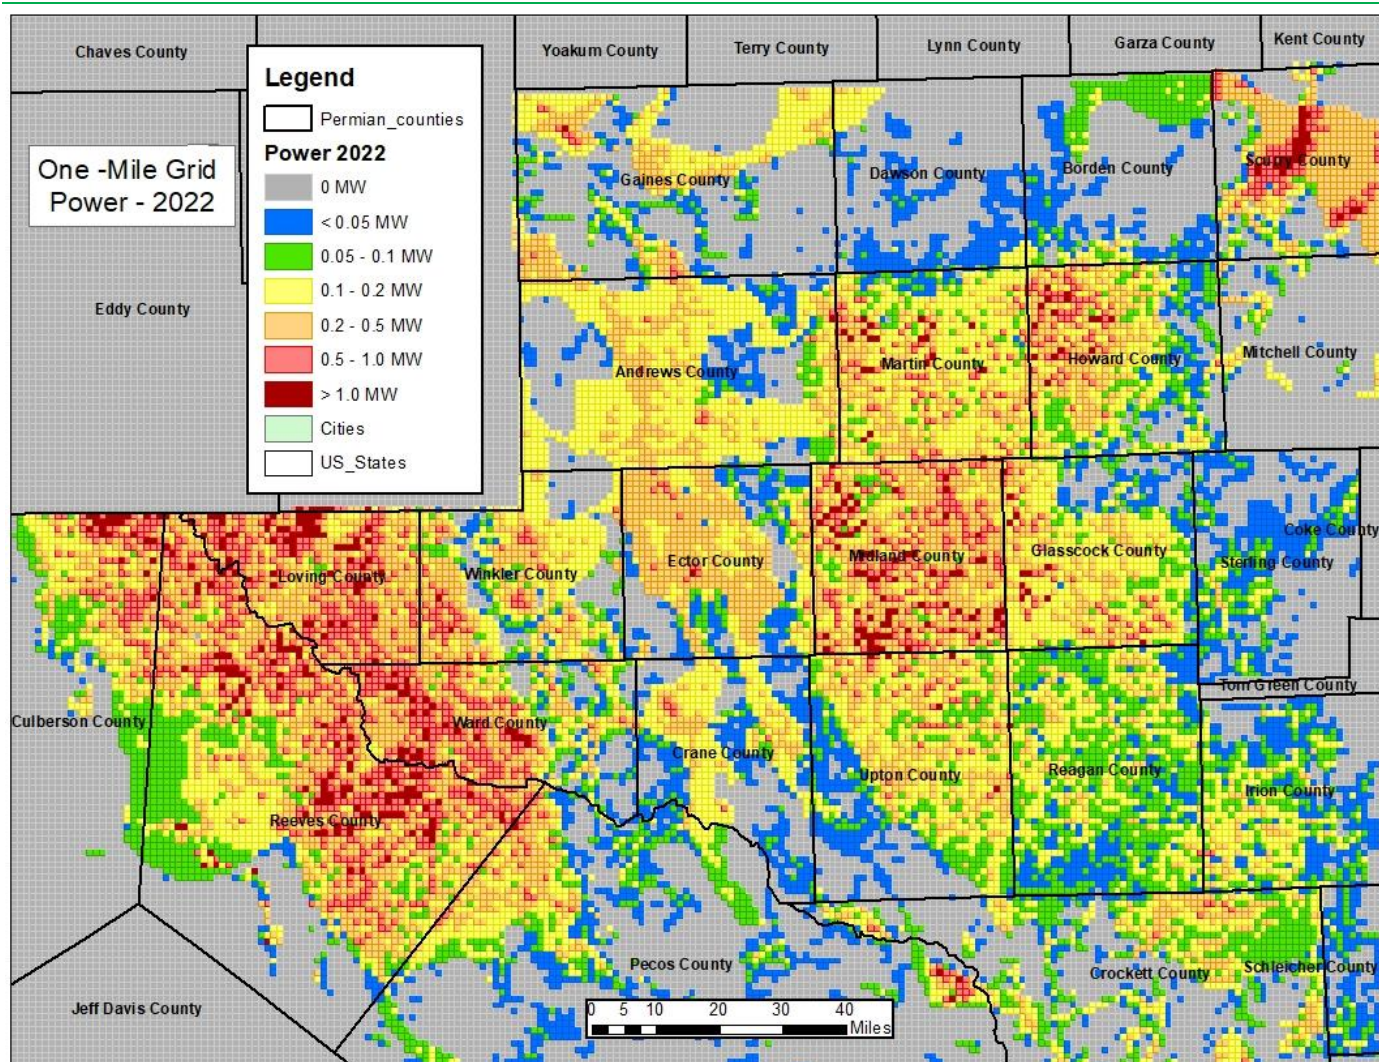 Chaves County
Yoakum County
Terry County
Lynn County
Garza County
Kent County
Legend
Permian_counties
Power 2022
0 MW
< 0.05 MW
0.05 - 0.1 MW
0.1 - 0.2 MW
0.2 - 0.5 MW
0.5 - 1.0 MW
> 1.0 MW
Cities
US_States
One -Mile Grid
Power - 2022
Gaines County
Dawson County
Borden County
Scurry County
Eddy County
Andrews County
Martin County
Howard County
Mitchell County
Loving County
Winkler County
Ector County
Midland County
Glasscock County
Coke County
Sterling County
Tom Green County
Culberson County
Ward County
Crane County
Upton County
Reagan County
Irion County
Reeves County
Pecos County
Crockett County
Schleicher County
Jeff Davis County
0 5 10 20 30 40
Miles